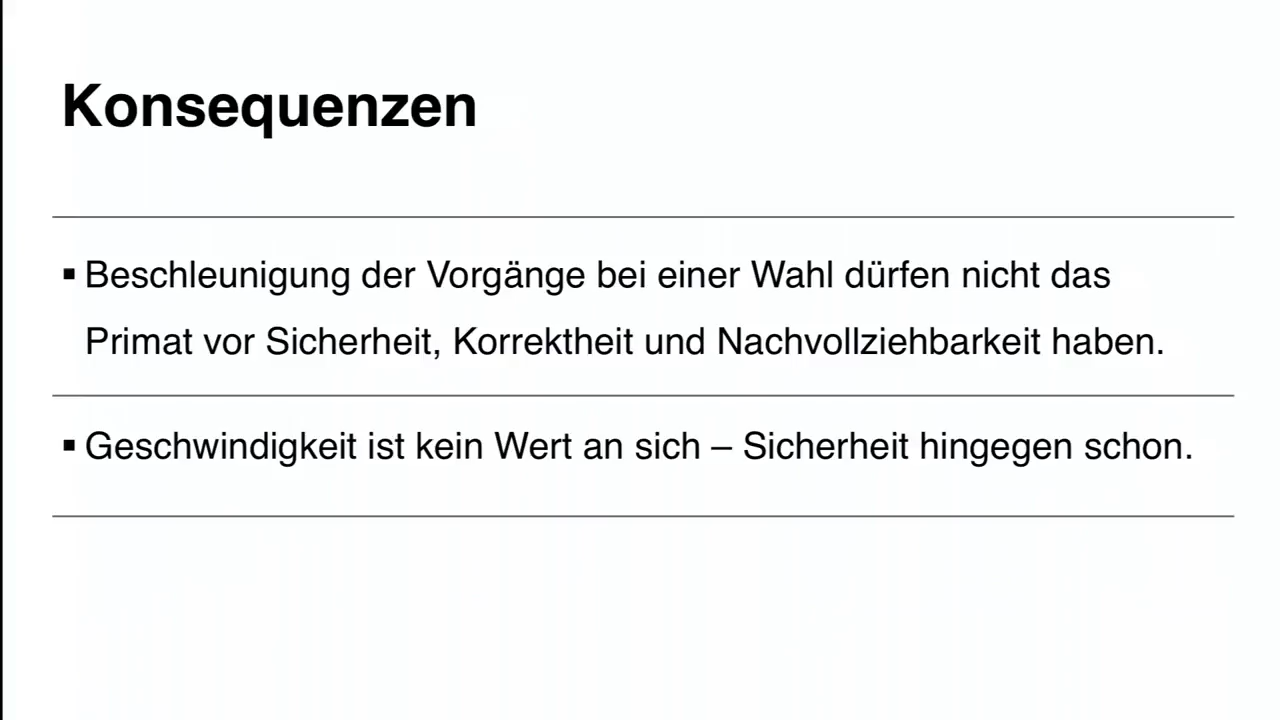 Konsequenzen
▪ Beschleunigung der Vorgänge bei einer Wahl dürfen nicht das
Primat vor Sicherheit, Korrektheit und Nachvollziehbarkeit haben.
▪ Geschwindigkeit ist kein Wert an sich – Sicherheit hingegen schon.